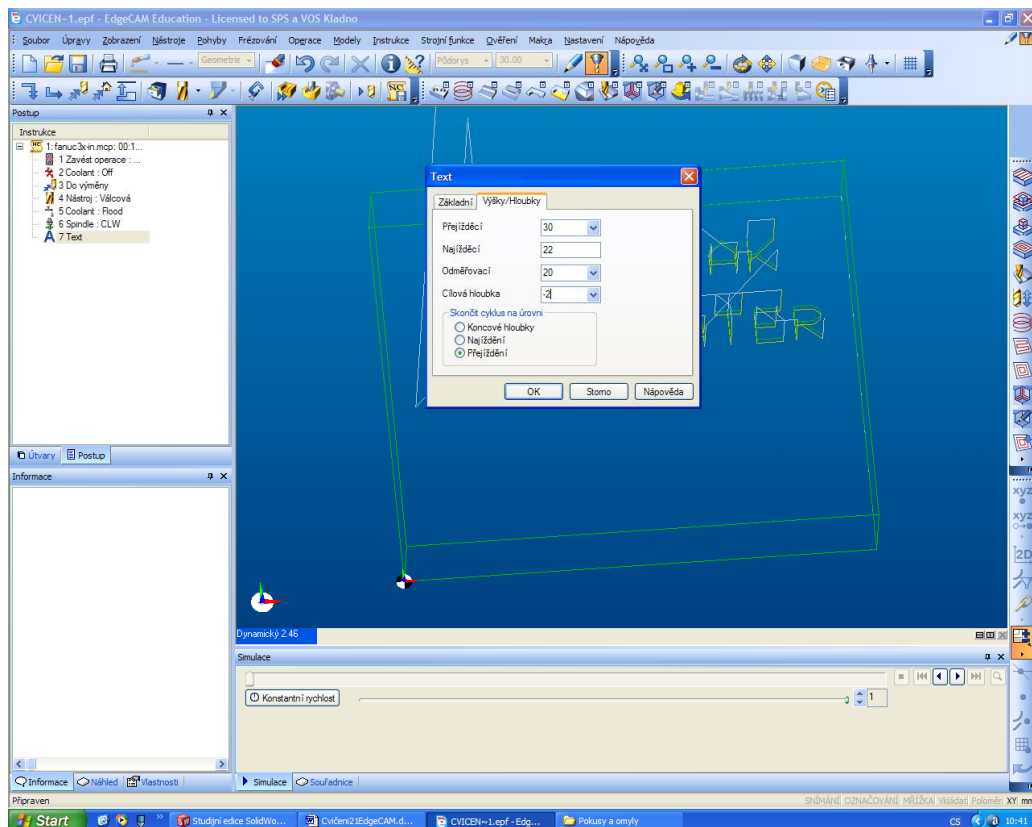 CVICEN~1.epf - EdgeCAM Education - Licensed to SPS a VOS Kladno
Soubor Úpravy Zobrazení Nástroje Pohyby Frézování Operace Modely Instrukce Strojní funkce Ověření Makra Nastavení Nápověda
Geometrie Půdorys 30.00
Postup
Instrukce
1: fanuc3x-in.mcp: 00:1...
1 Zavést operace : ...
2 Coolant : Off
3 Do výměny
4 Nástroj : Válcová
5 Coolant : Flood
6 Spindle : CLW
7 Text
Text
Základní Výšky/Hloubky
Přejížděcí 30
Najížděcí 22
Odměřovací 20
Cílová hloubka -2
Skončit cyklus na úrovni
Koncové hloubky
Najíždění
Přejíždění
OK Storno Nápověda
Útvary Postup
Informace
xyz
xyz
2D
Dynamický 2.46
Simulace
Konstantní rychlost 1
Informace Náhled Vlastnosti Simulace Souřadnice
Připraven SNÍMÁNÍ OZNAČOVÁNÍ MŘÍŽKA Vkládat Poloměr XY mm
Start Studijní edice SolidWo... Cvičení21EdgeCAM.d... CVICEN~1.epf - Edg... Pokusy a omyly CS 10:41